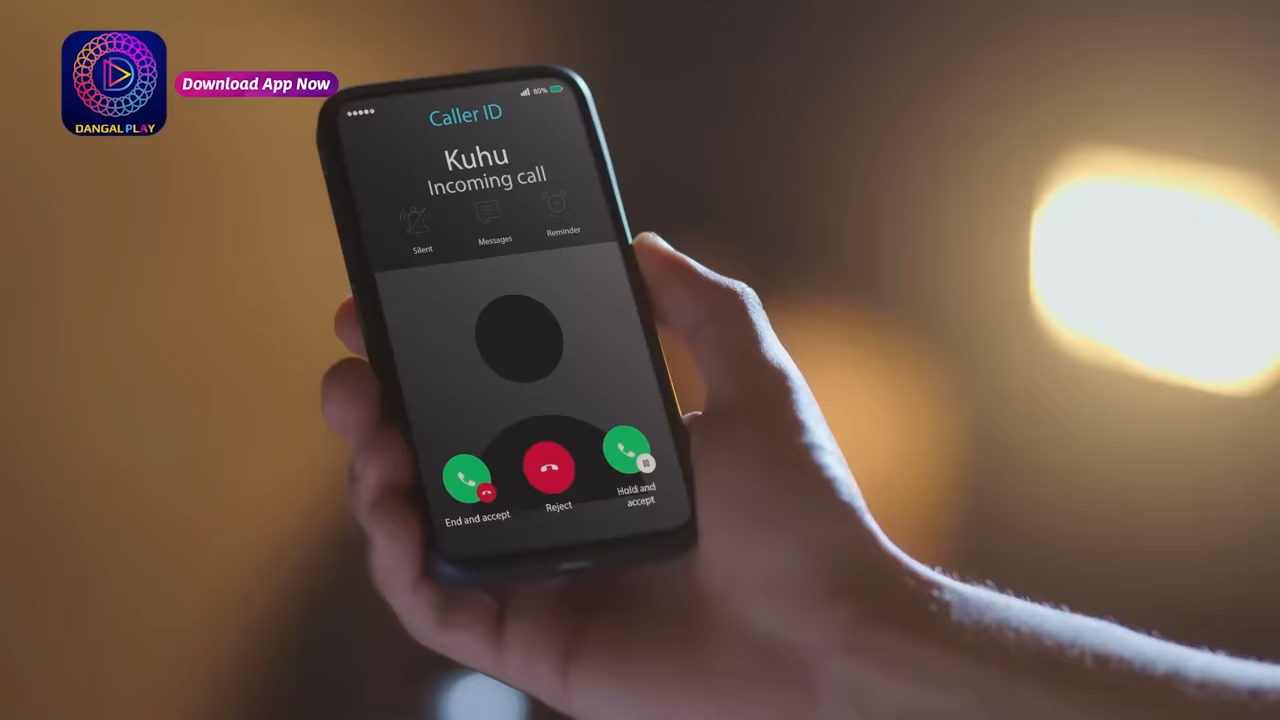 DANGAL PLAY
Download App Now
80%
Caller ID
Kuhu
Incoming call
Silent
Messages
Reminder
End and accept
Reject
Hold and
accept